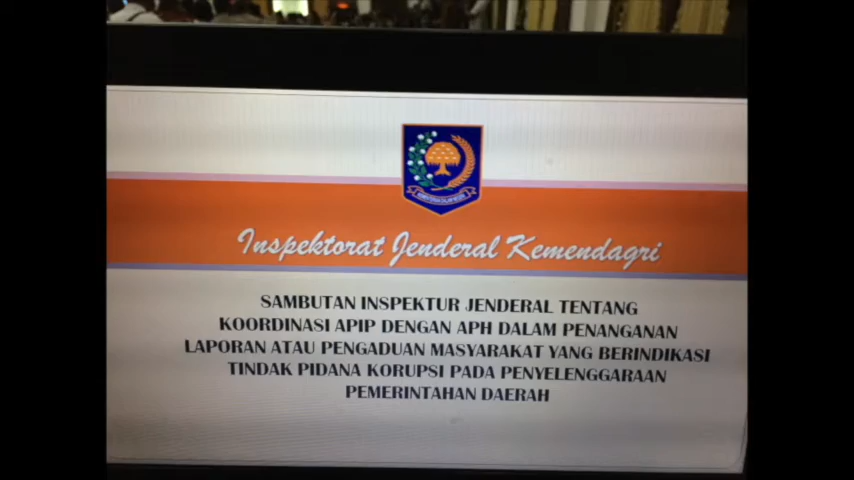 Inspektorat Jenderal Kemendagri
SAMBUTAN INSPEKTUR JENDERAL TENTANG
KOORDINASI APIP DENGAN APH DALAM PENANGANAN
LAPORAN ATAU PENGADUAN MASYARAKAT YANG BERINDIKASI
TINDAK PIDANA KORUPSI PADA PENYELENGGARAAN
PEMERINTAHAN DAERAH